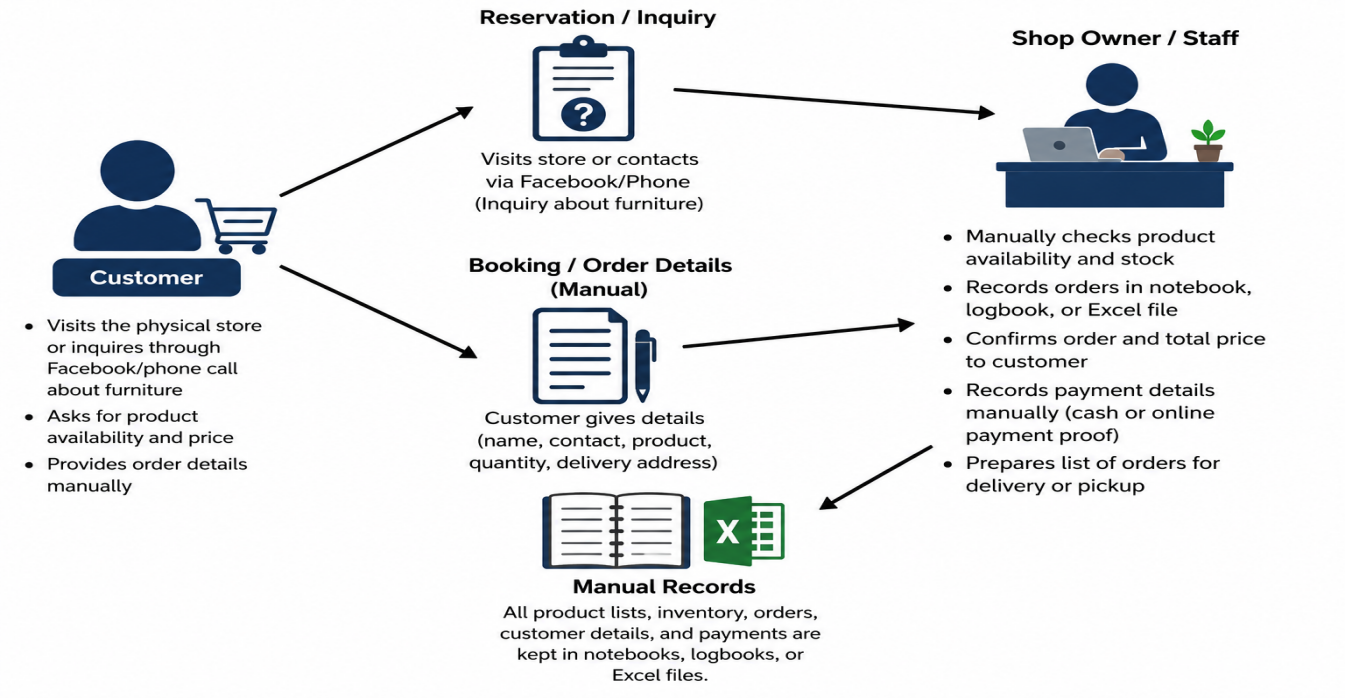 Reservation / Inquiry
?
Visits store or contacts
via Facebook/Phone
(Inquiry about furniture)
Shop Owner / Staff
• Manually checks product
availability and stock
• Records orders in notebook,
logbook, or Excel file
• Confirms order and total price
to customer
• Records payment details
manually (cash or online
payment proof)
• Prepares list of orders for
delivery or pickup
Customer
• Visits the physical store
or inquires through
Facebook/phone call
about furniture
• Asks for product
availability and price
• Provides order details
manually
Booking / Order Details
(Manual)
Customer gives details
(name, contact, product,
quantity, delivery address)
X
Manual Records
All product lists, inventory, orders,
customer details, and payments are
kept in notebooks, logbooks, or
Excel files.